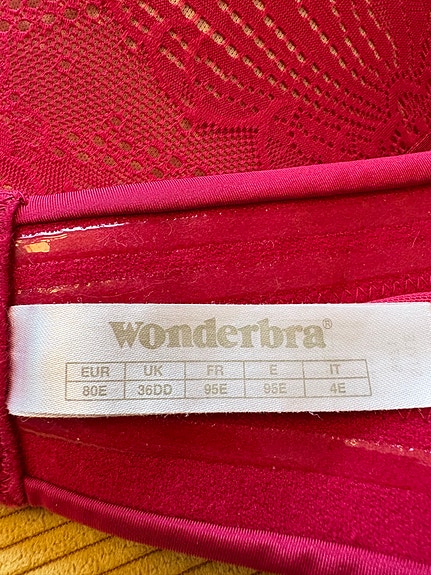 Wonderbra®
EUR UK FR E IT
80E 36DD 95E 95E 4E